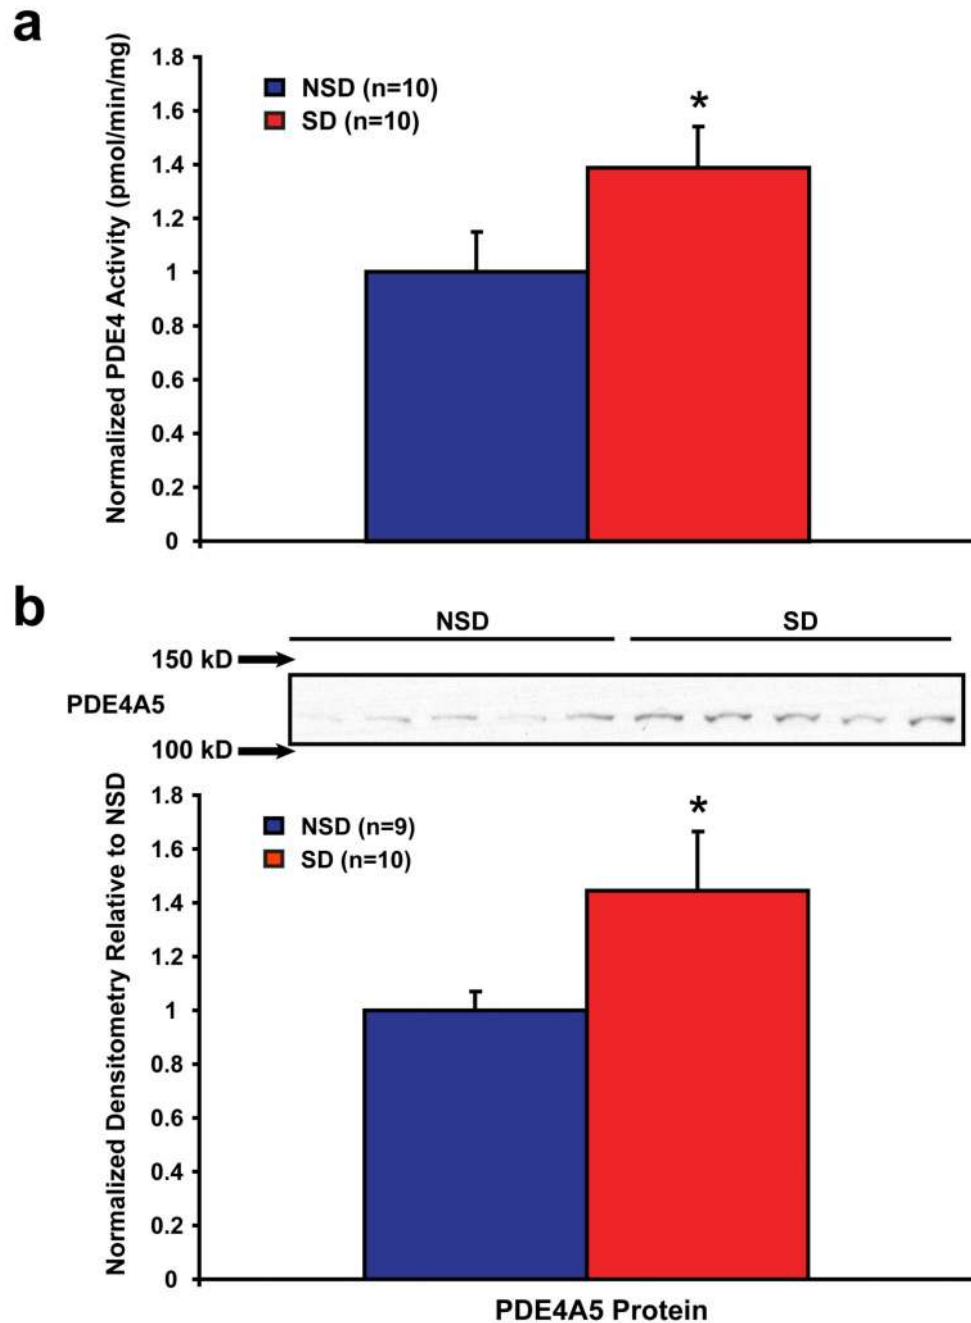 a
Normalized PDE4 Activity (pmol/min/mg)
1.8
1.6
1.4
1.2
1
0.8
0.6
0.4
0.2
0
NSD (n=10)
SD (n=10)
*
b
NSD SD
150 kD
PDE4A5
100 kD
Normalized Densitometry Relative to NSD
1.8
1.6
1.4
1.2
1
0.8
0.6
0.4
0.2
0
NSD (n=9)
SD (n=10)
*
PDE4A5 Protein